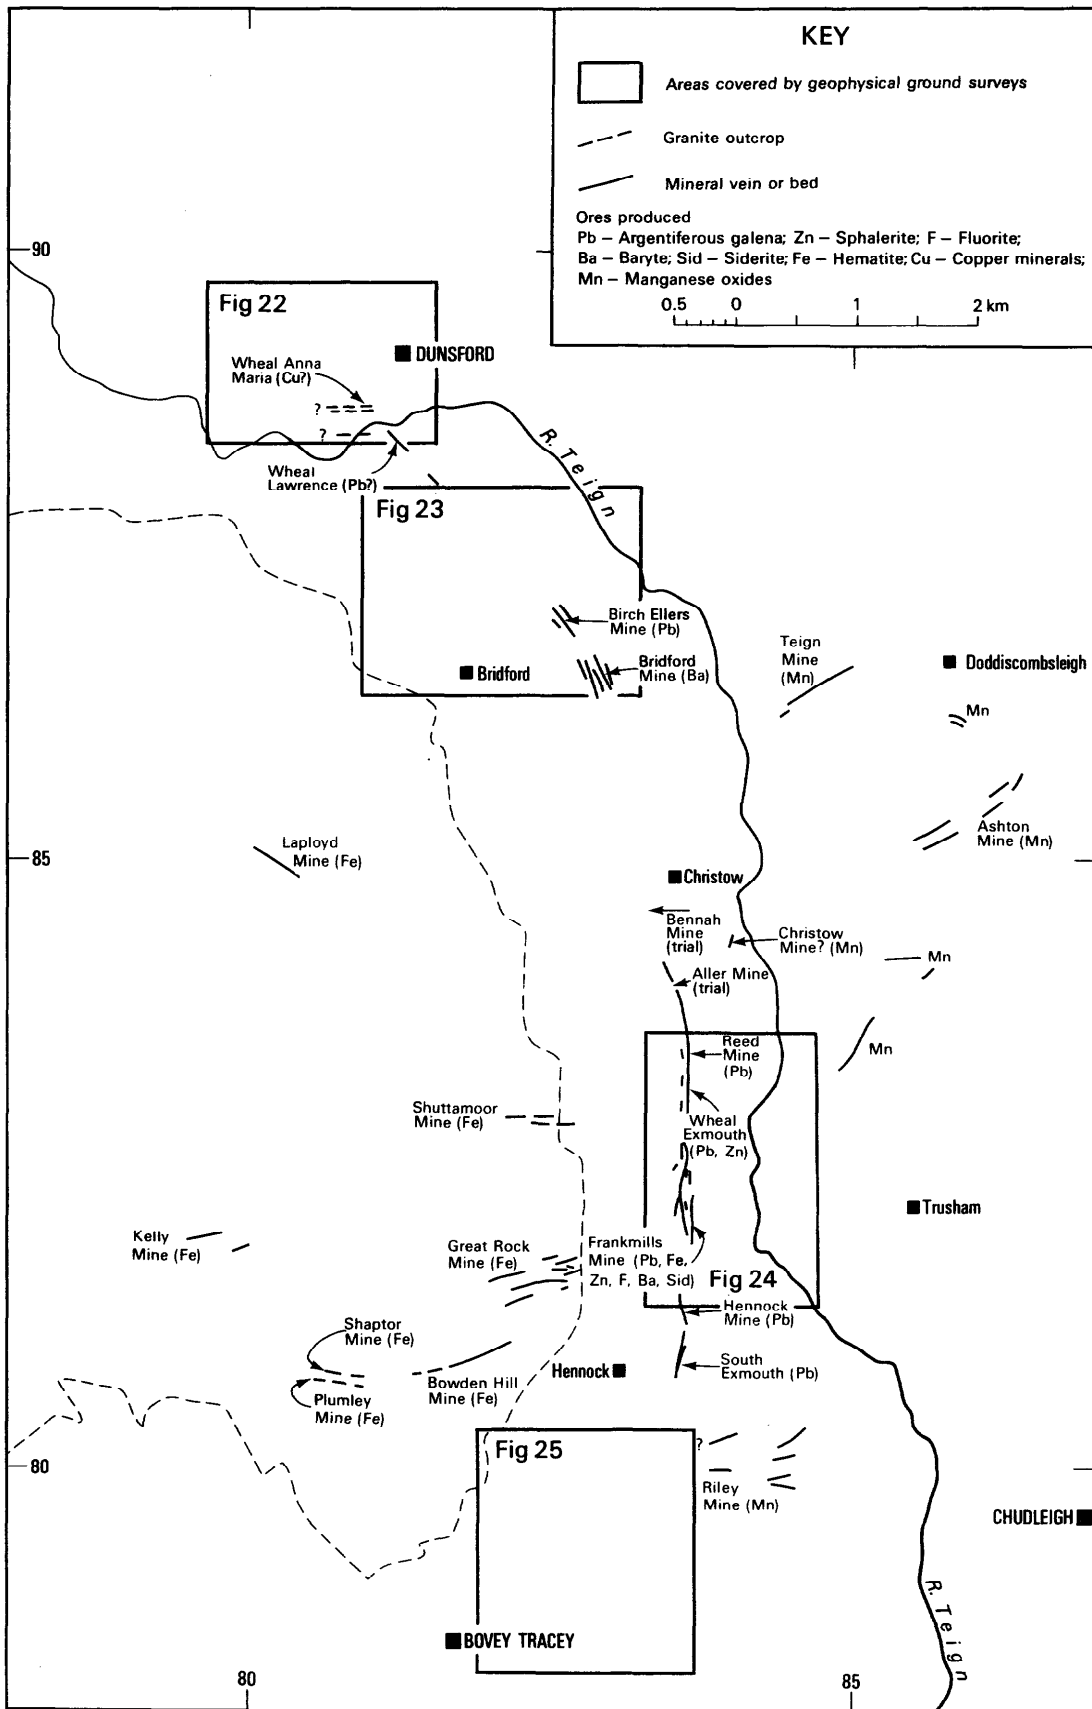 KEY
Areas covered by geophysical ground surveys
Granite outcrop
Mineral vein or bed
Ores produced
Pb – Argentiferous galena; Zn – Sphalerite; F – Fluorite;
Ba – Baryte; Sid – Siderite; Fe – Hematite; Cu – Copper minerals;
Mn – Manganese oxides
0.5 0 1 2 km
90
Fig 22
DUNSFORD
Wheal Anna
Maria (Cu?)
?
?
R. Teign
Wheal
Lawrence (Pb?)
Fig 23
Birch Ellers
Mine (Pb)
Bridford
Bridford
Mine (Ba)
Teign
Mine
(Mn)
Doddiscombsleigh
Mn
Ashton
Mine (Mn)
Laployd
Mine (Fe)
85
Christow
Bennah
Mine
(trial)
Christow
Mine? (Mn)
Mn
Aller Mine
(trial)
Reed
Mine
(Pb)
Mn
Shuttamoor
Mine (Fe)
Wheal
Exmouth
(Pb, Zn)
Trusham
Kelly
Mine (Fe)
Great Rock
Mine (Fe)
Frankmills
Mine (Pb, Fe,
Zn, F, Ba, Sid)
Fig 24
Hennock
Mine (Pb)
Shaptor
Mine (Fe)
Hennock
South
Exmouth (Pb)
Bowden Hill
Mine (Fe)
Plumley
Mine (Fe)
Fig 25
?
80
Riley
Mine (Mn)
CHUDLEIGH
BOVEY TRACEY
R. Teign
80
85